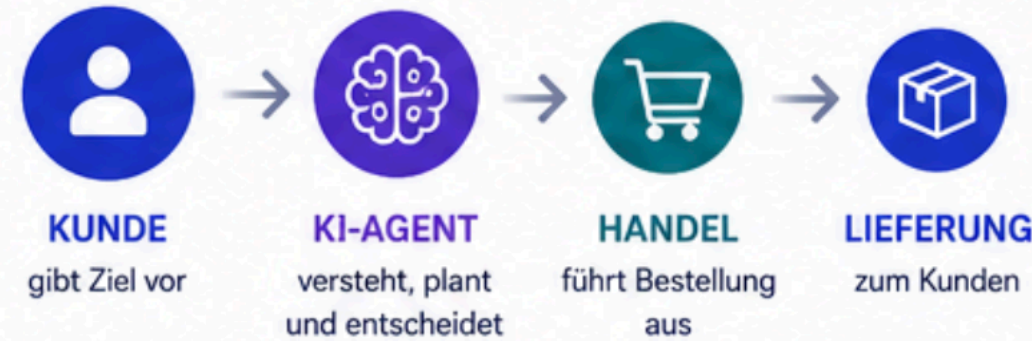 KUNDE
gibt Ziel vor
KI-AGENT
versteht, plant
und entscheidet
HANDEL
führt Bestellung
aus
LIEFERUNG
zum Kunden